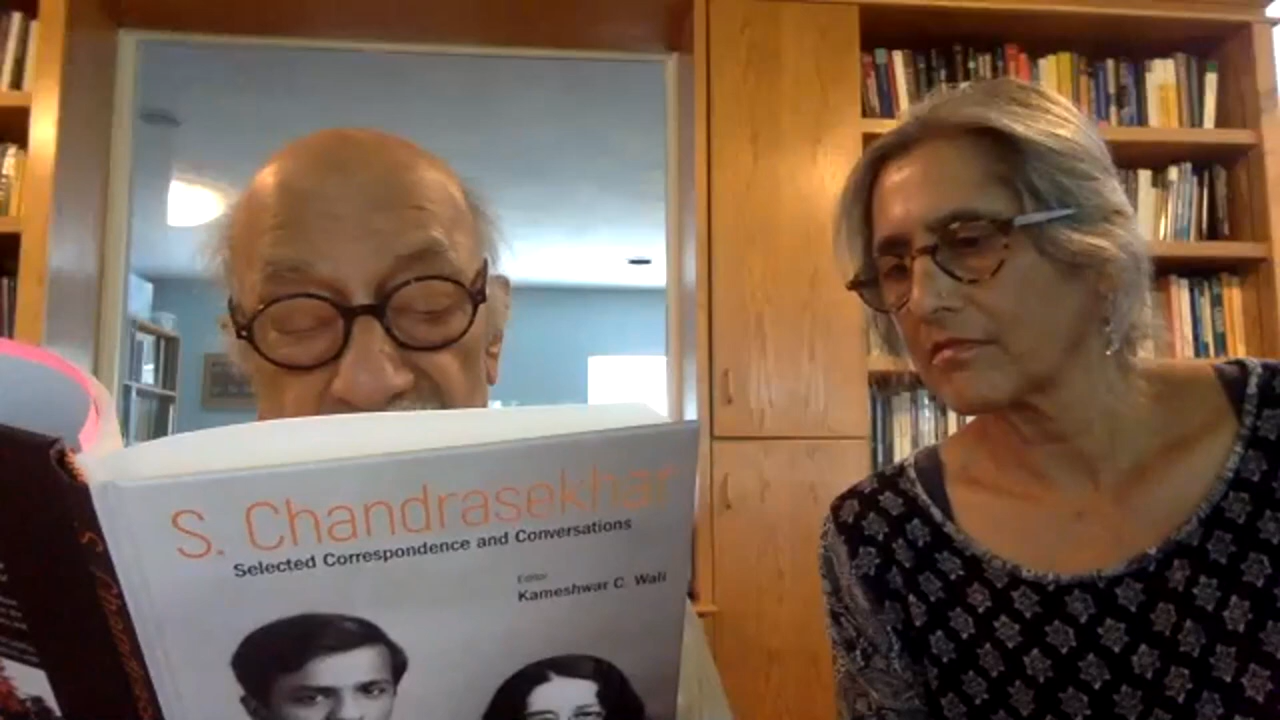 S. Chandrasekhar
Selected Correspondence and Conversations
Editor
Kameshwar C. Wali